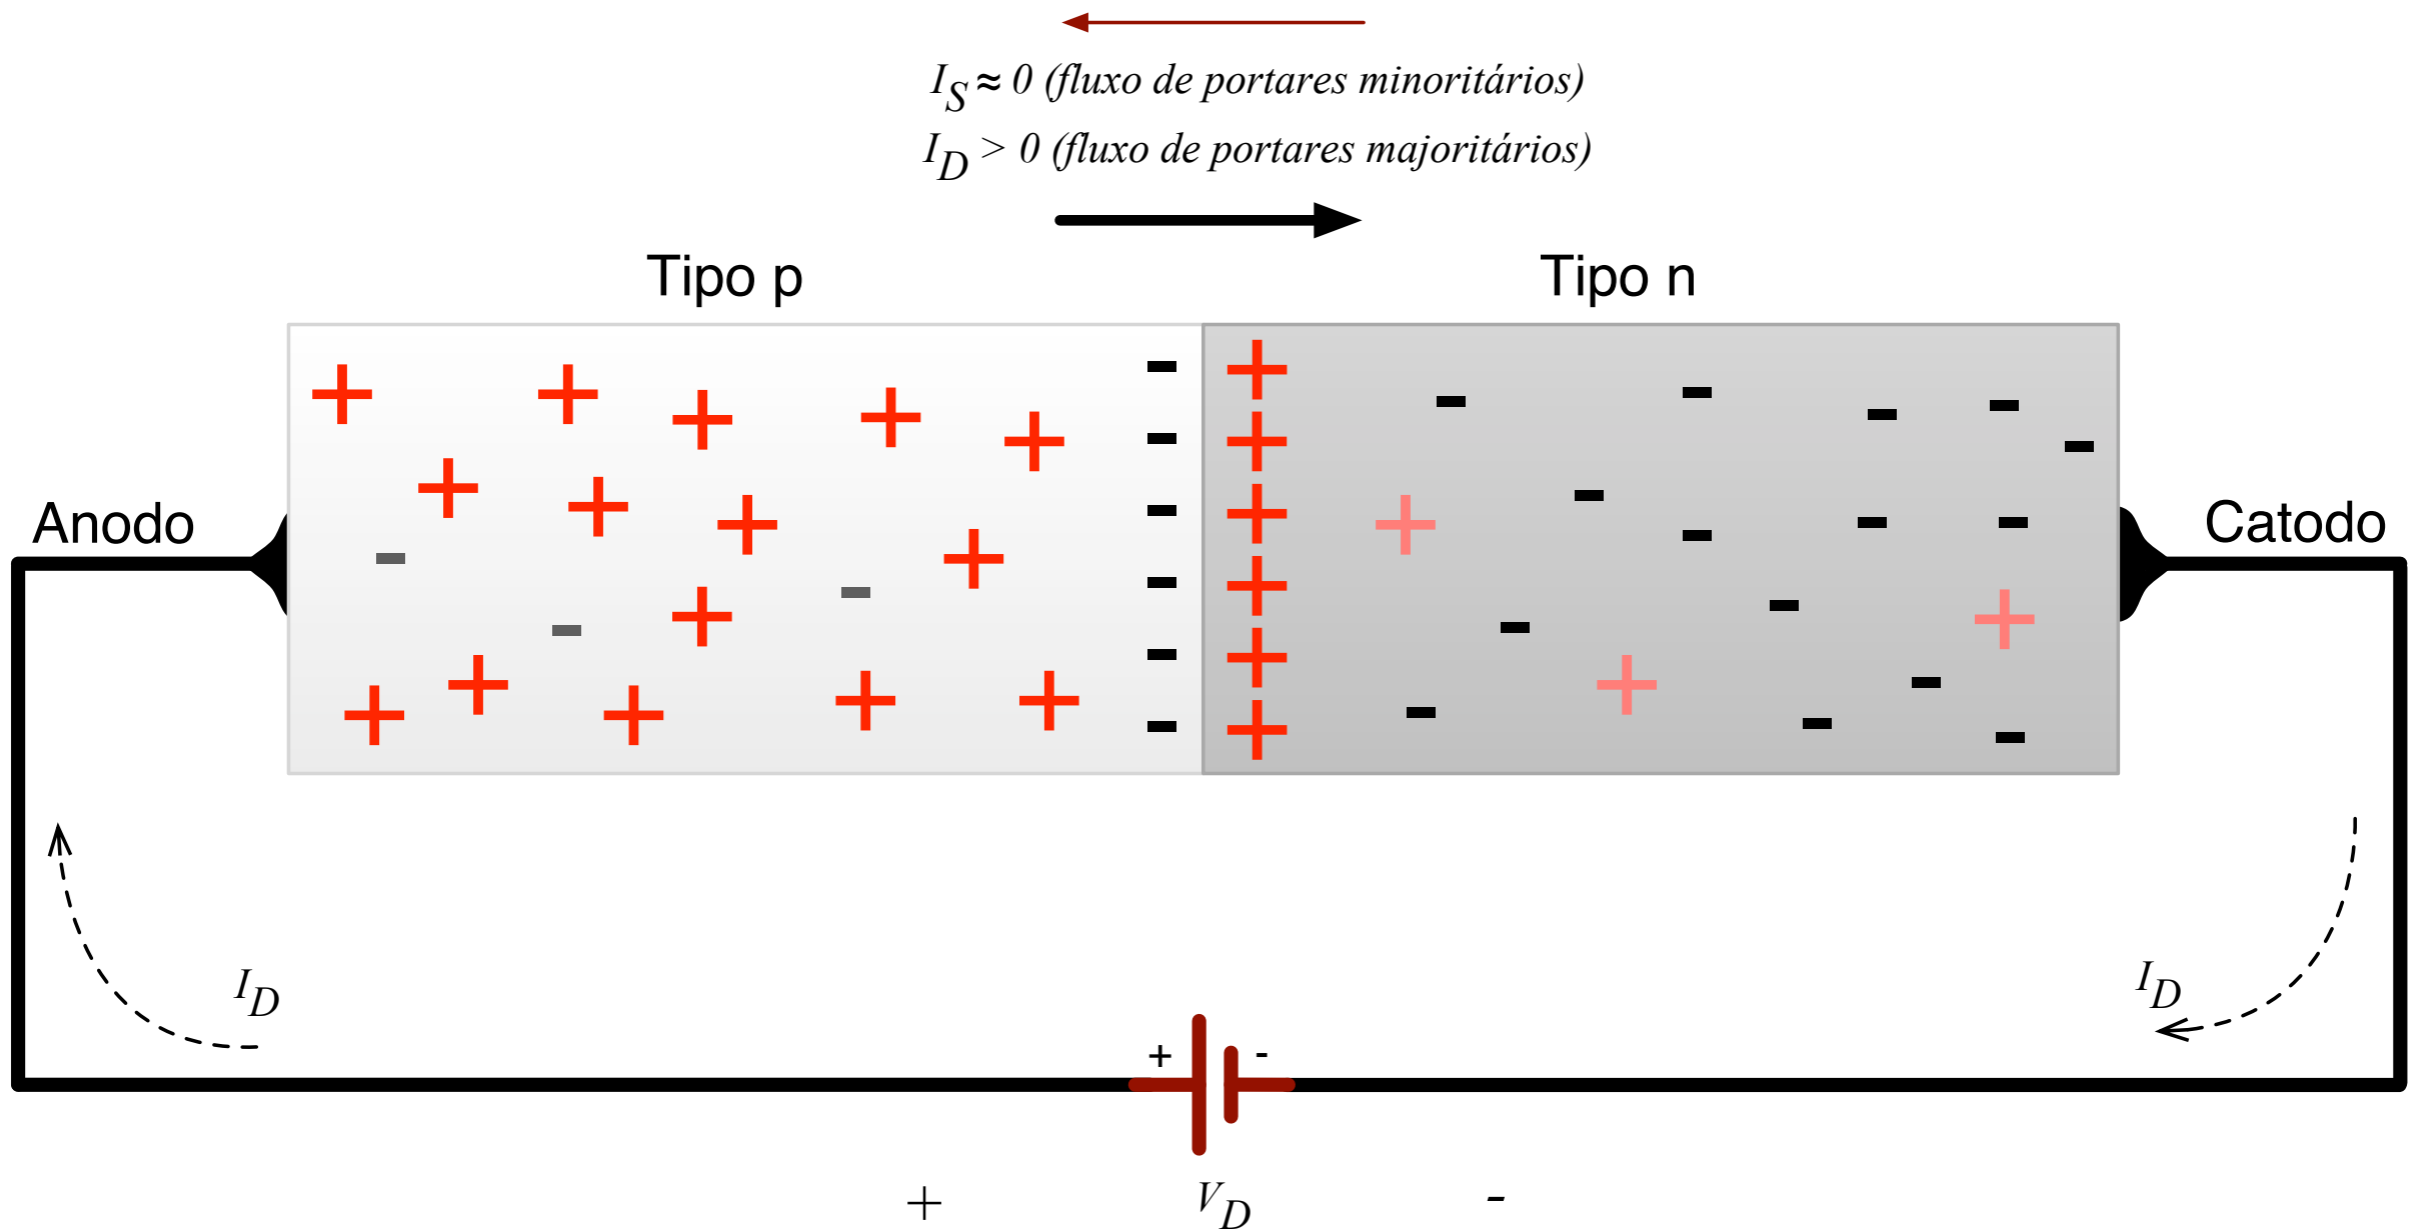 I_S ≈ 0 (fluxo de portares minoritários)
I_D > 0 (fluxo de portares majoritários)
Tipo p
Tipo n
Anodo
Catodo
I_D
I_D
+ -
+ V_D -